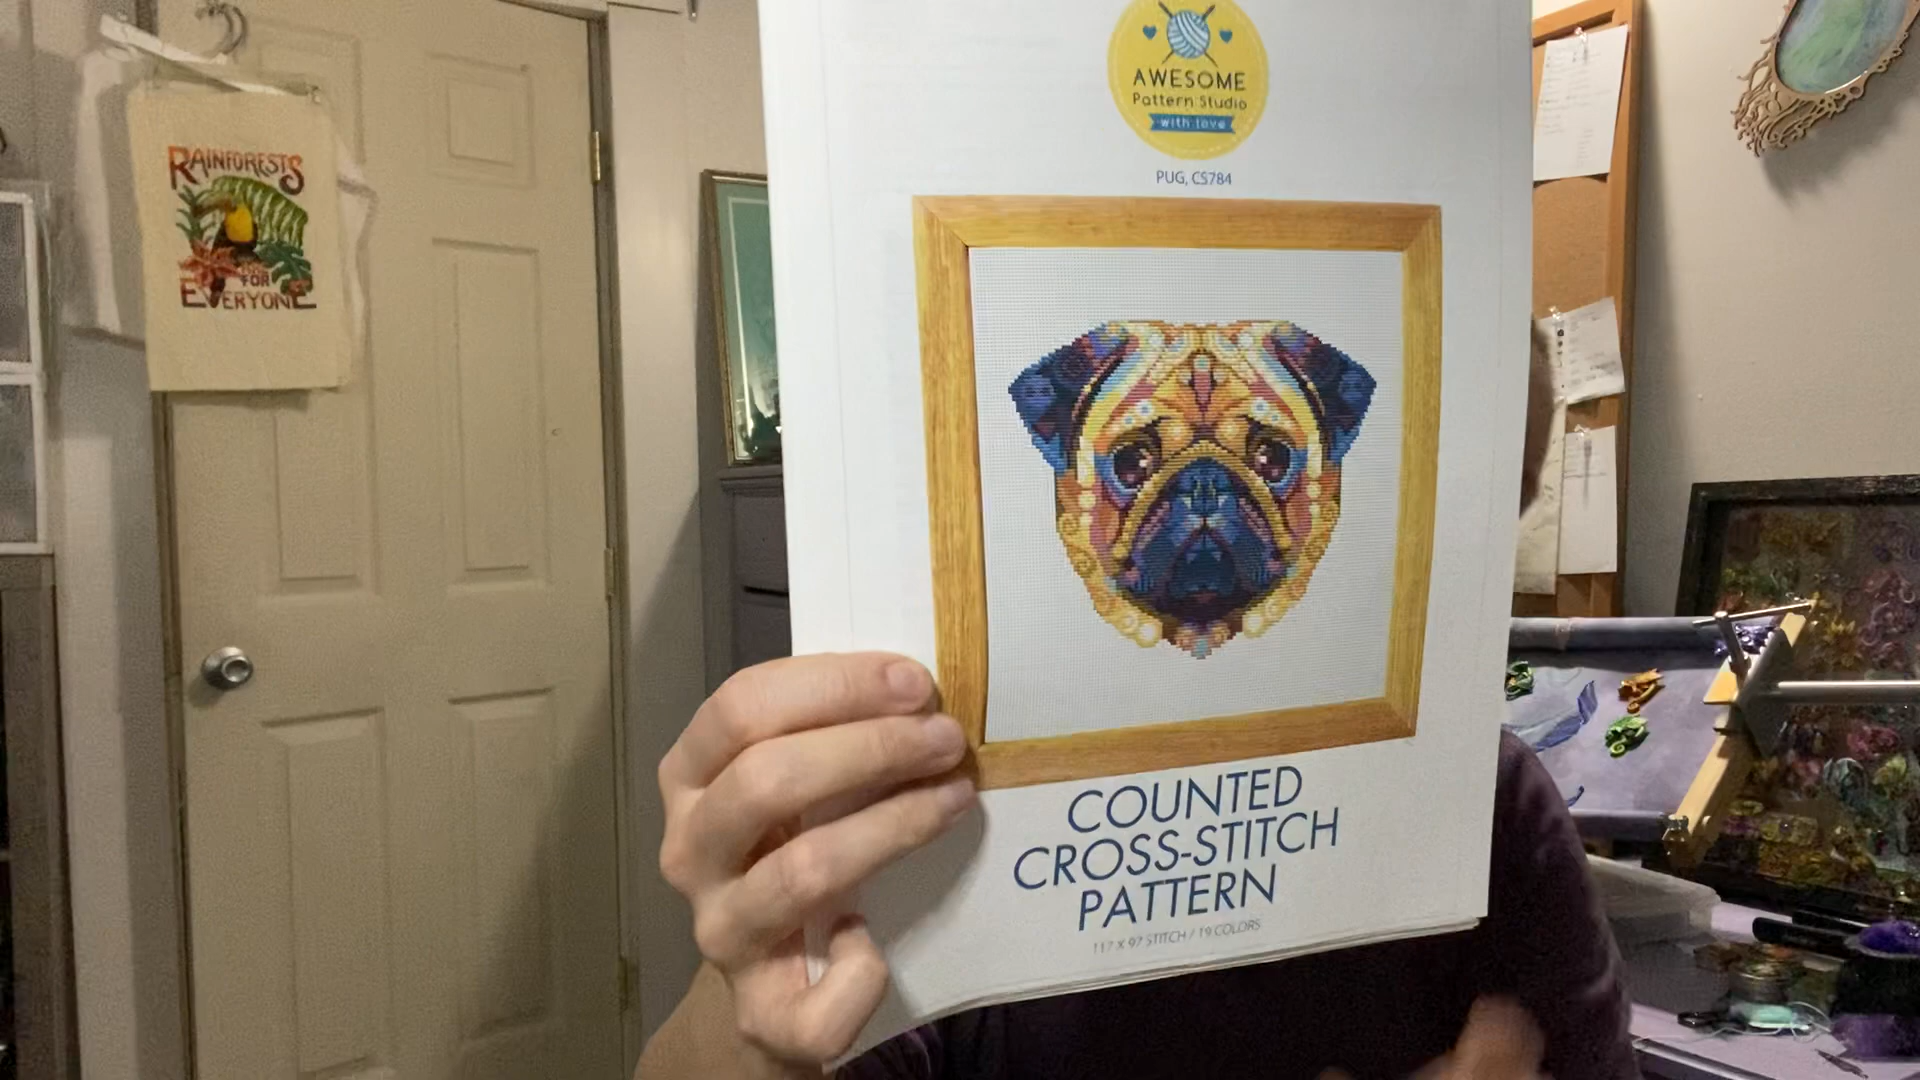 RAINFORESTS
FOR
EVERYONE
AWESOME
Pattern Studio
with love
PUG, CS784
COUNTED
CROSS-STITCH
PATTERN
117 X 97 STITCH / 19 COLORS